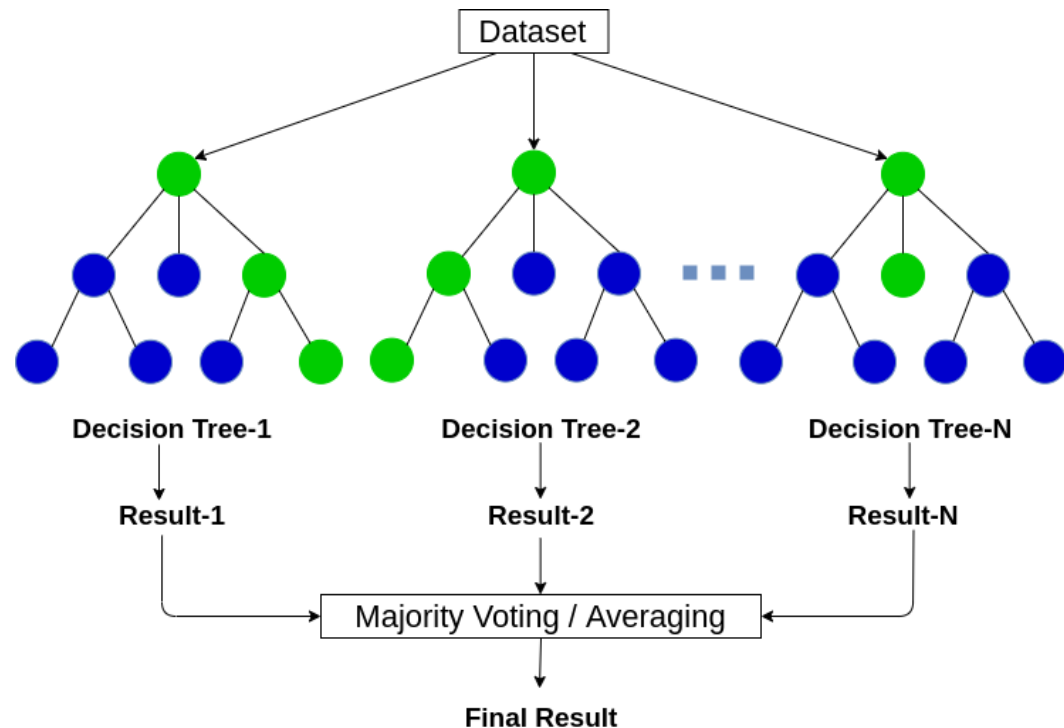 Dataset
Decision Tree-1
Decision Tree-2
Decision Tree-N
Result-1
Result-2
Result-N
Majority Voting / Averaging
Final Result